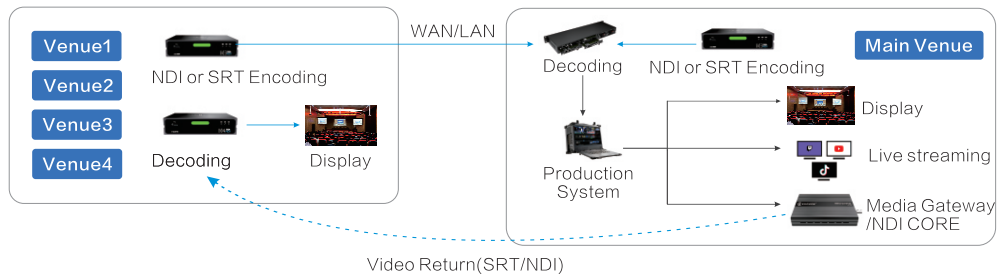 Venue1
Venue2
Venue3
Venue4
NDI or SRT Encoding
Decoding
Display
WAN/LAN
Main Venue
Decoding
NDI or SRT Encoding
Production
System
Display
Live streaming
Media Gateway
/NDI CORE
Video Return(SRT/NDI)